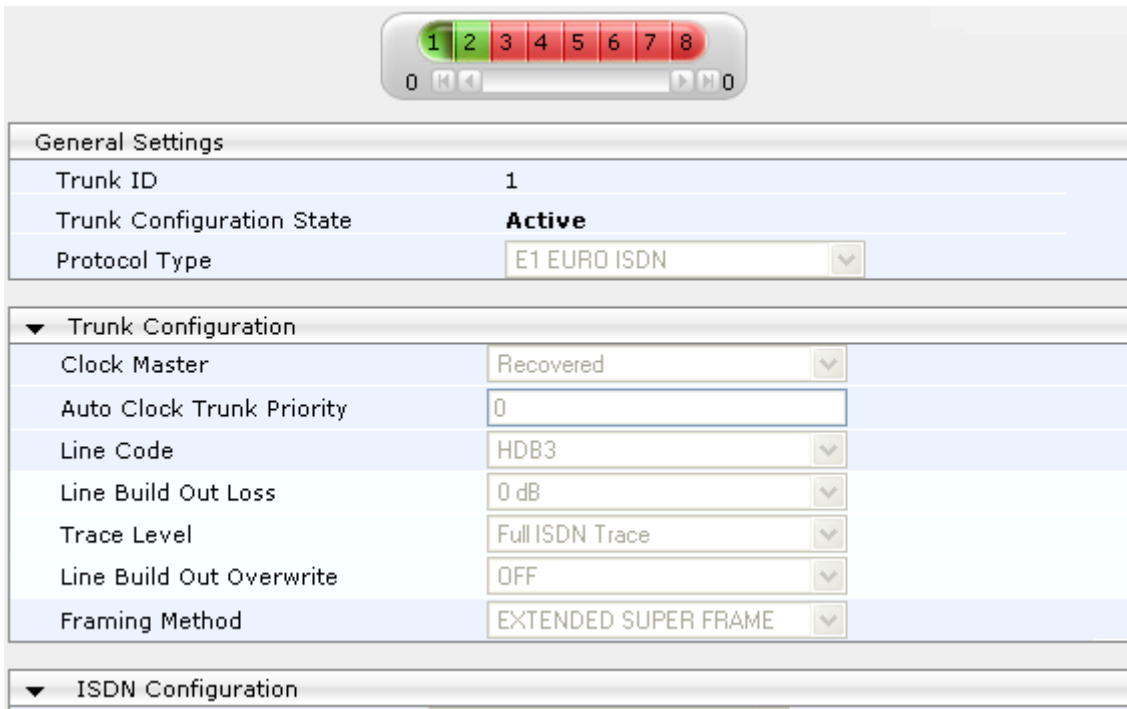 1 2 3 4 5 6 7 8
0 0
General Settings
Trunk ID 1
Trunk Configuration State Active
Protocol Type E1 EURO ISDN
Trunk Configuration
Clock Master Recovered
Auto Clock Trunk Priority 0
Line Code HDB3
Line Build Out Loss 0 dB
Trace Level Full ISDN Trace
Line Build Out Overwrite OFF
Framing Method EXTENDED SUPER FRAME
ISDN Configuration